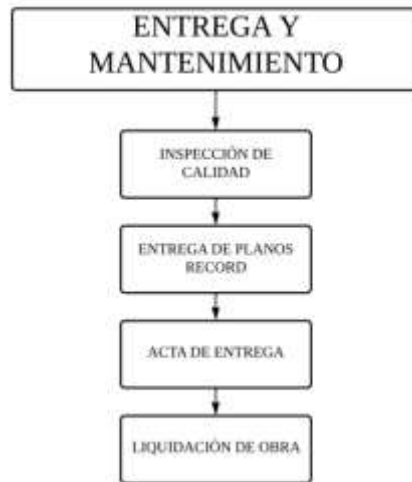 ENTREGA Y
MANTENIMIENTO
INSPECCIÓN DE
CALIDAD
ENTREGA DE PLANOS
RECORD
ACTA DE ENTREGA
LIQUIDACIÓN DE OBRA